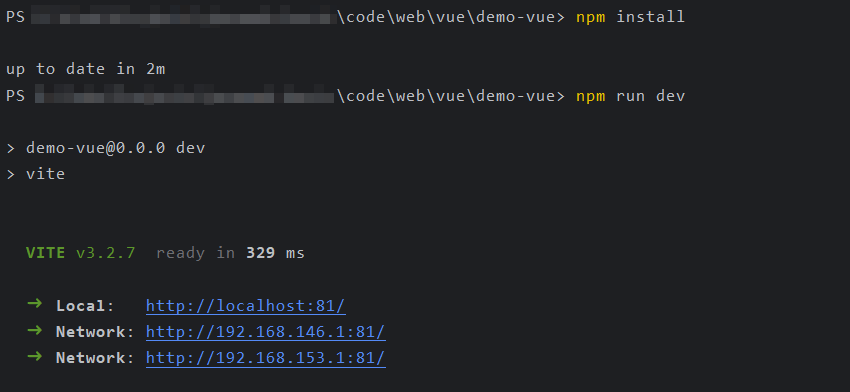 PS \code\web\vue\demo-vue> npm install
up to date in 2m
PS \code\web\vue\demo-vue> npm run dev
> demo-vue@0.0.0 dev
> vite
VITE v3.2.7 ready in 329 ms
➜ Local: http://localhost:81/
➜ Network: http://192.168.146.1:81/
➜ Network: http://192.168.153.1:81/